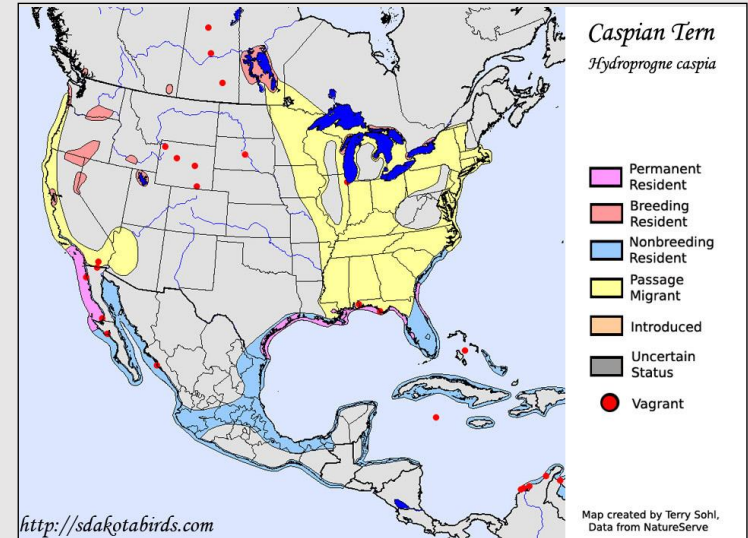 Caspian Tern
Hydroprogne caspia
Permanent
Resident
Breeding
Resident
Nonbreeding
Resident
Passage
Migrant
Introduced
Uncertain
Status
Vagrant
http://sdakotabirds.com
Map created by Terry Sohl,
Data from NatureServe